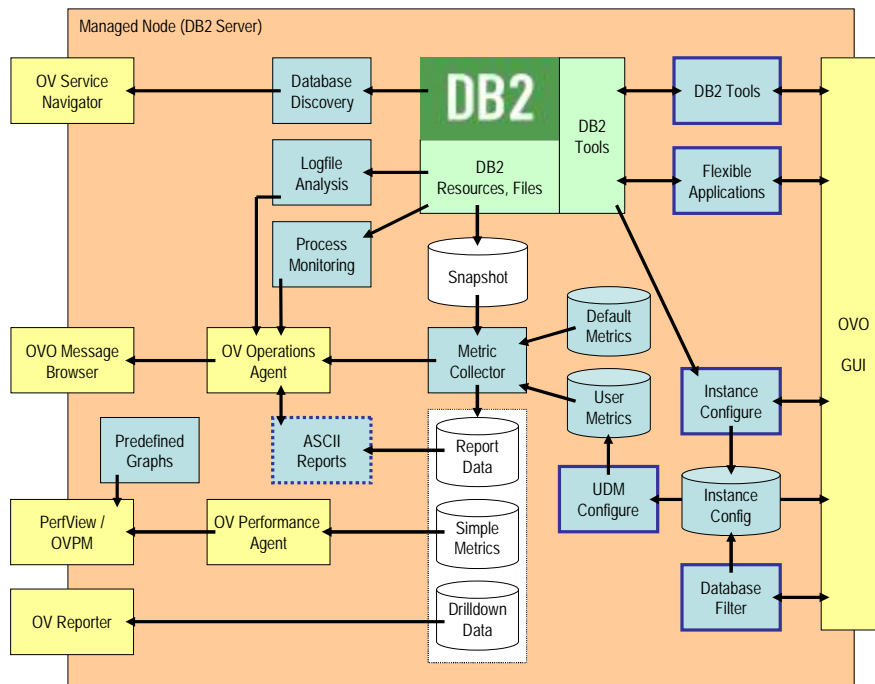 Managed Node (DB2 Server)
OV Service
Navigator
Database
Discovery
DB2
DB2
Tools
DB2 Tools
Logfile
Analysis
DB2
Resources, Files
Flexible
Applications
Process
Monitoring
Snapshot
Default
Metrics
OVO
GUI
OVO Message
Browser
OV Operations
Agent
Metric
Collector
User
Metrics
Instance
Configure
Predefined
Graphs
ASCII
Reports
Report
Data
UDM
Configure
Instance
Config
PerfView /
OVPM
OV Performance
Agent
Simple
Metrics
Database
Filter
OV Reporter
Drilldown
Data